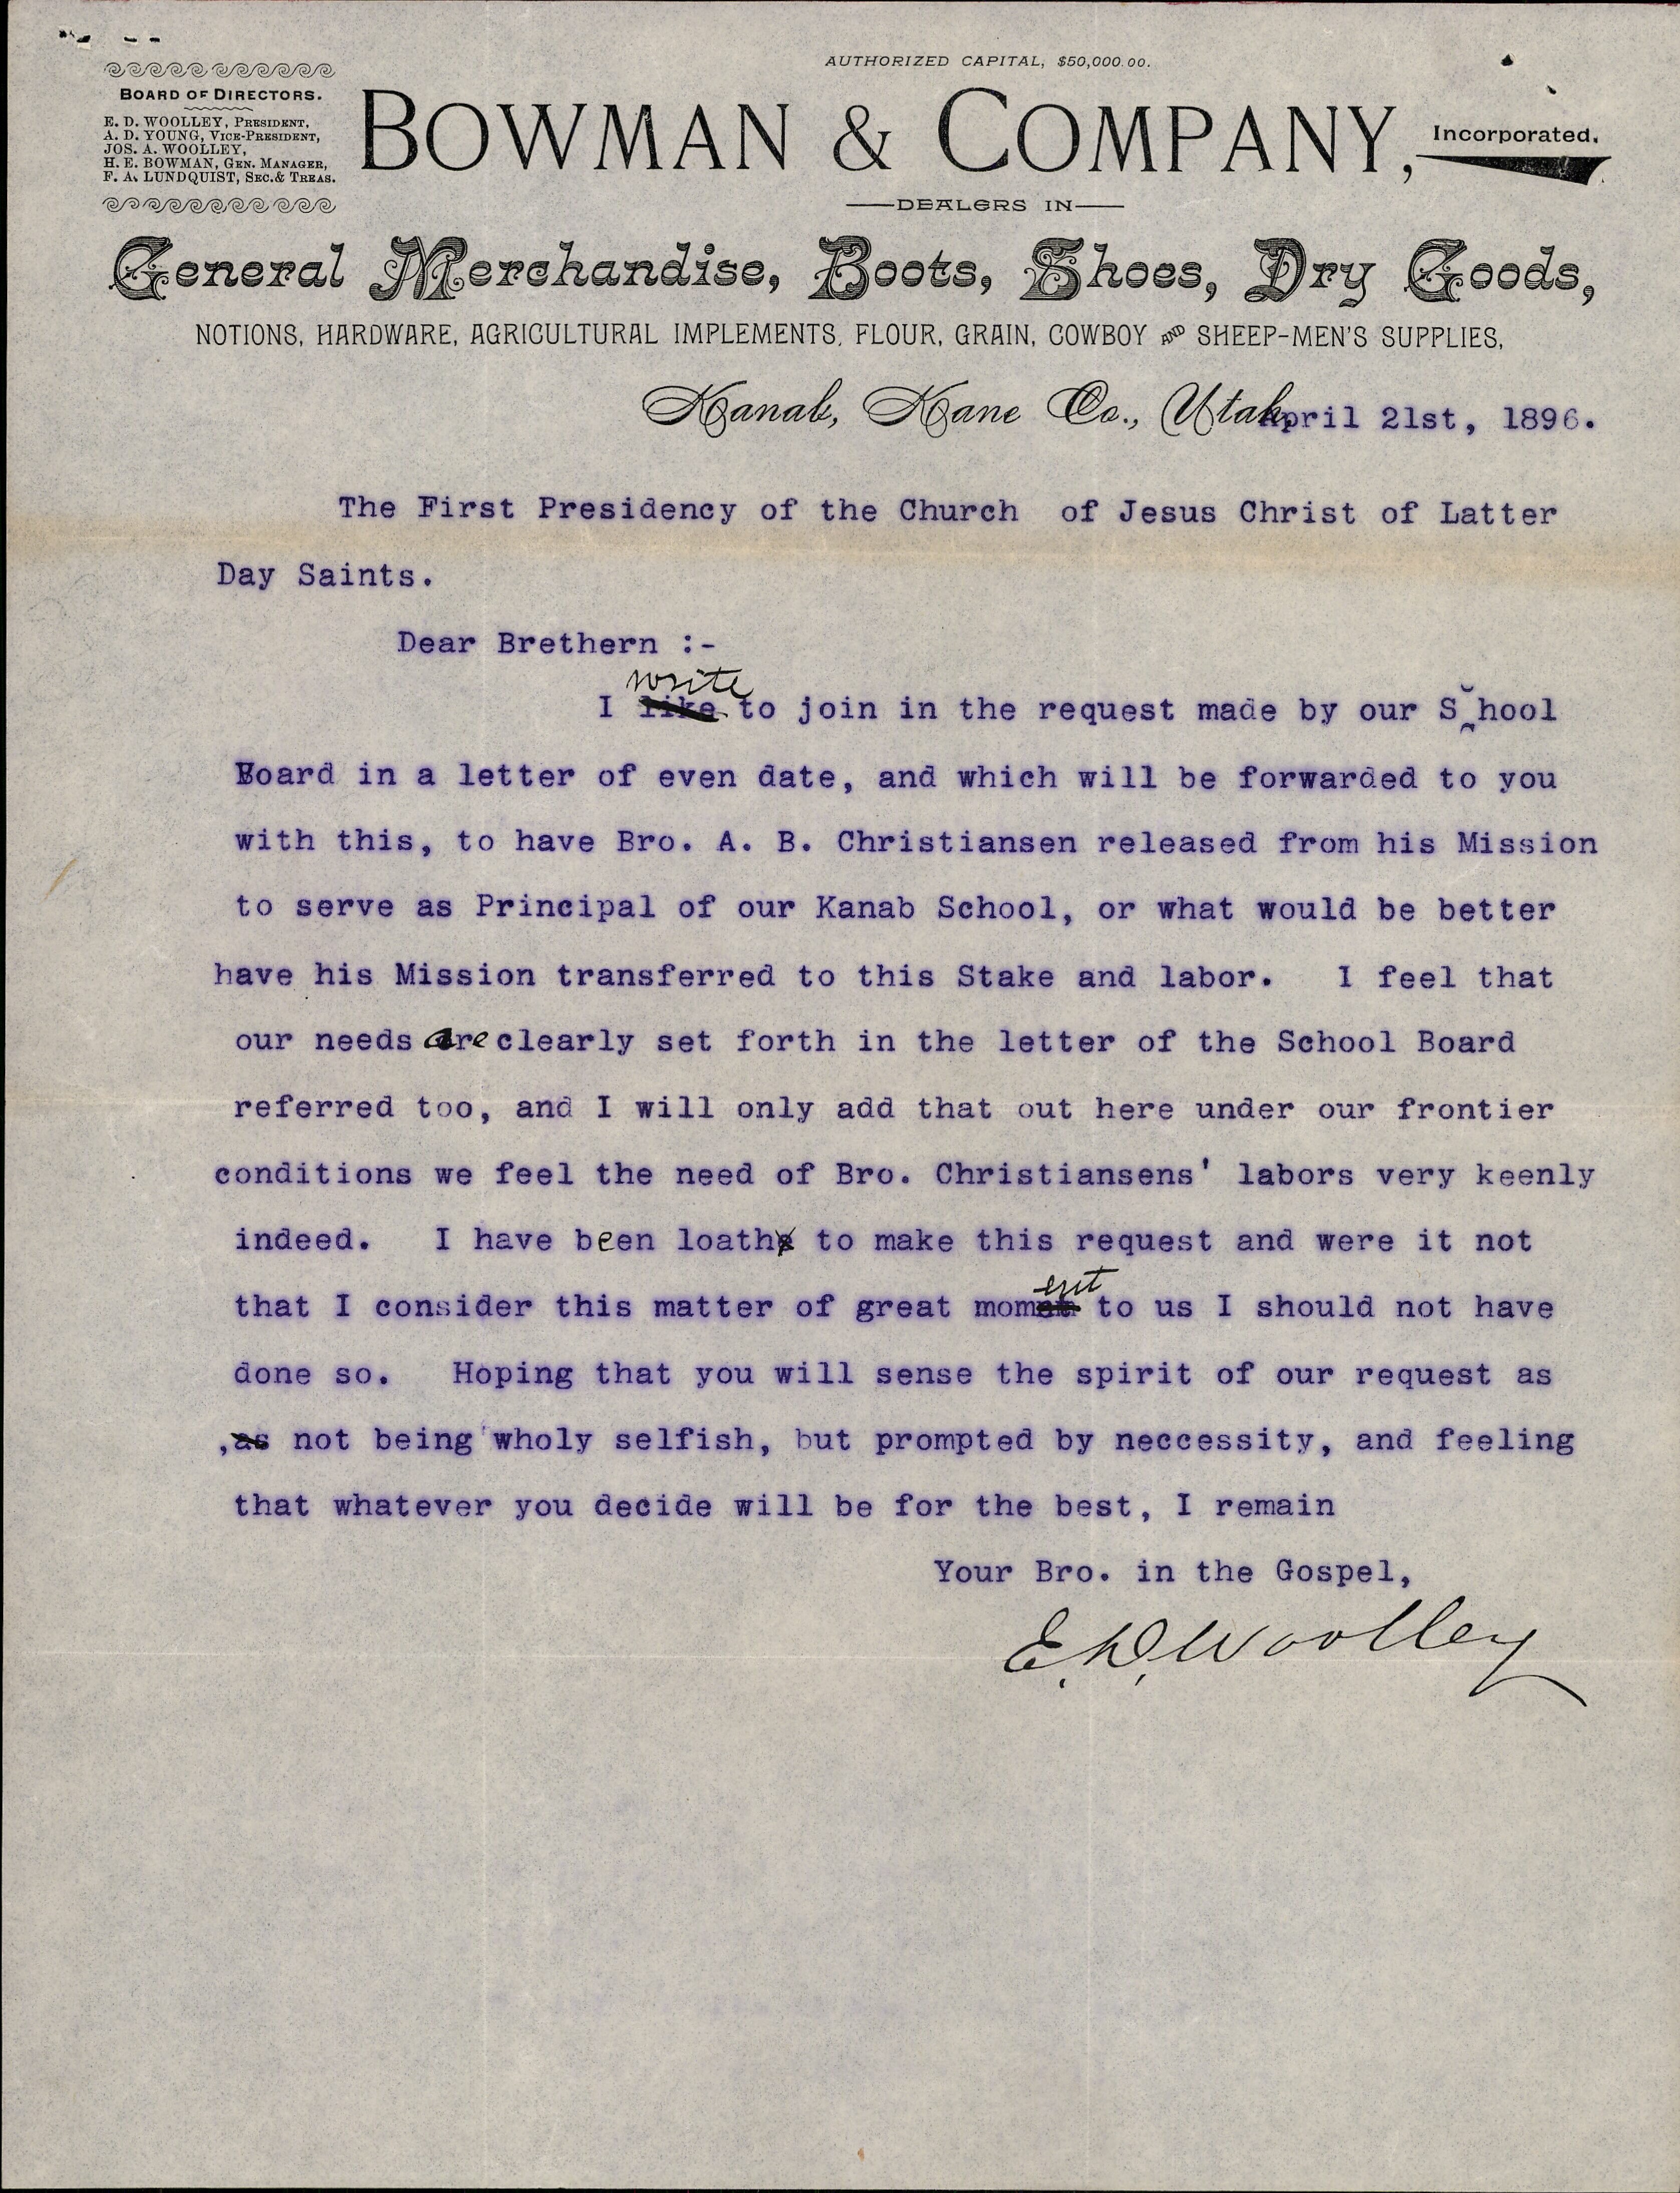 AUTHORIZED CAPITAL, $50,000.00.
BOARD OF DIRECTORS.
E. D. WOOLLEY, PRESIDENT,
A. D. YOUNG, VICE-PRESIDENT,
JOS. A. WOOLLEY,
H. E. BOWMAN, GEN. MANAGER,
F. A. LUNDQUIST, SEC. & TREAS.
BOWMAN & COMPANY, Incorporated.
DEALERS IN
General Merchandise, Boots, Shoes, Dry Goods,
NOTIONS, HARDWARE, AGRICULTURAL IMPLEMENTS, FLOUR, GRAIN, COWBOY AND SHEEP-MEN'S SUPPLIES,
Kanab, Kane Co., Utah, April 21st, 1896.
The First Presidency of the Church of Jesus Christ of Latter
Day Saints.
Dear Brethern :-
write
I like to join in the request made by our S hool
Board in a letter of even date, and which will be forwarded to you
with this, to have Bro. A. B. Christiansen released from his Mission
to serve as Principal of our Kanab School, or what would be better
have his Mission transferred to this Stake and labor. I feel that
our needs are clearly set forth in the letter of the School Board
referred too, and I will only add that out here under our frontier
conditions we feel the need of Bro. Christiansens' labors very keenly
indeed. I have been loath to make this request and were it not
ent
that I consider this matter of great mom to us I should not have
done so. Hoping that you will sense the spirit of our request as
,as not being wholy selfish, but prompted by neccessity, and feeling
that whatever you decide will be for the best, I remain
Your Bro. in the Gospel,
E. D. Woolley